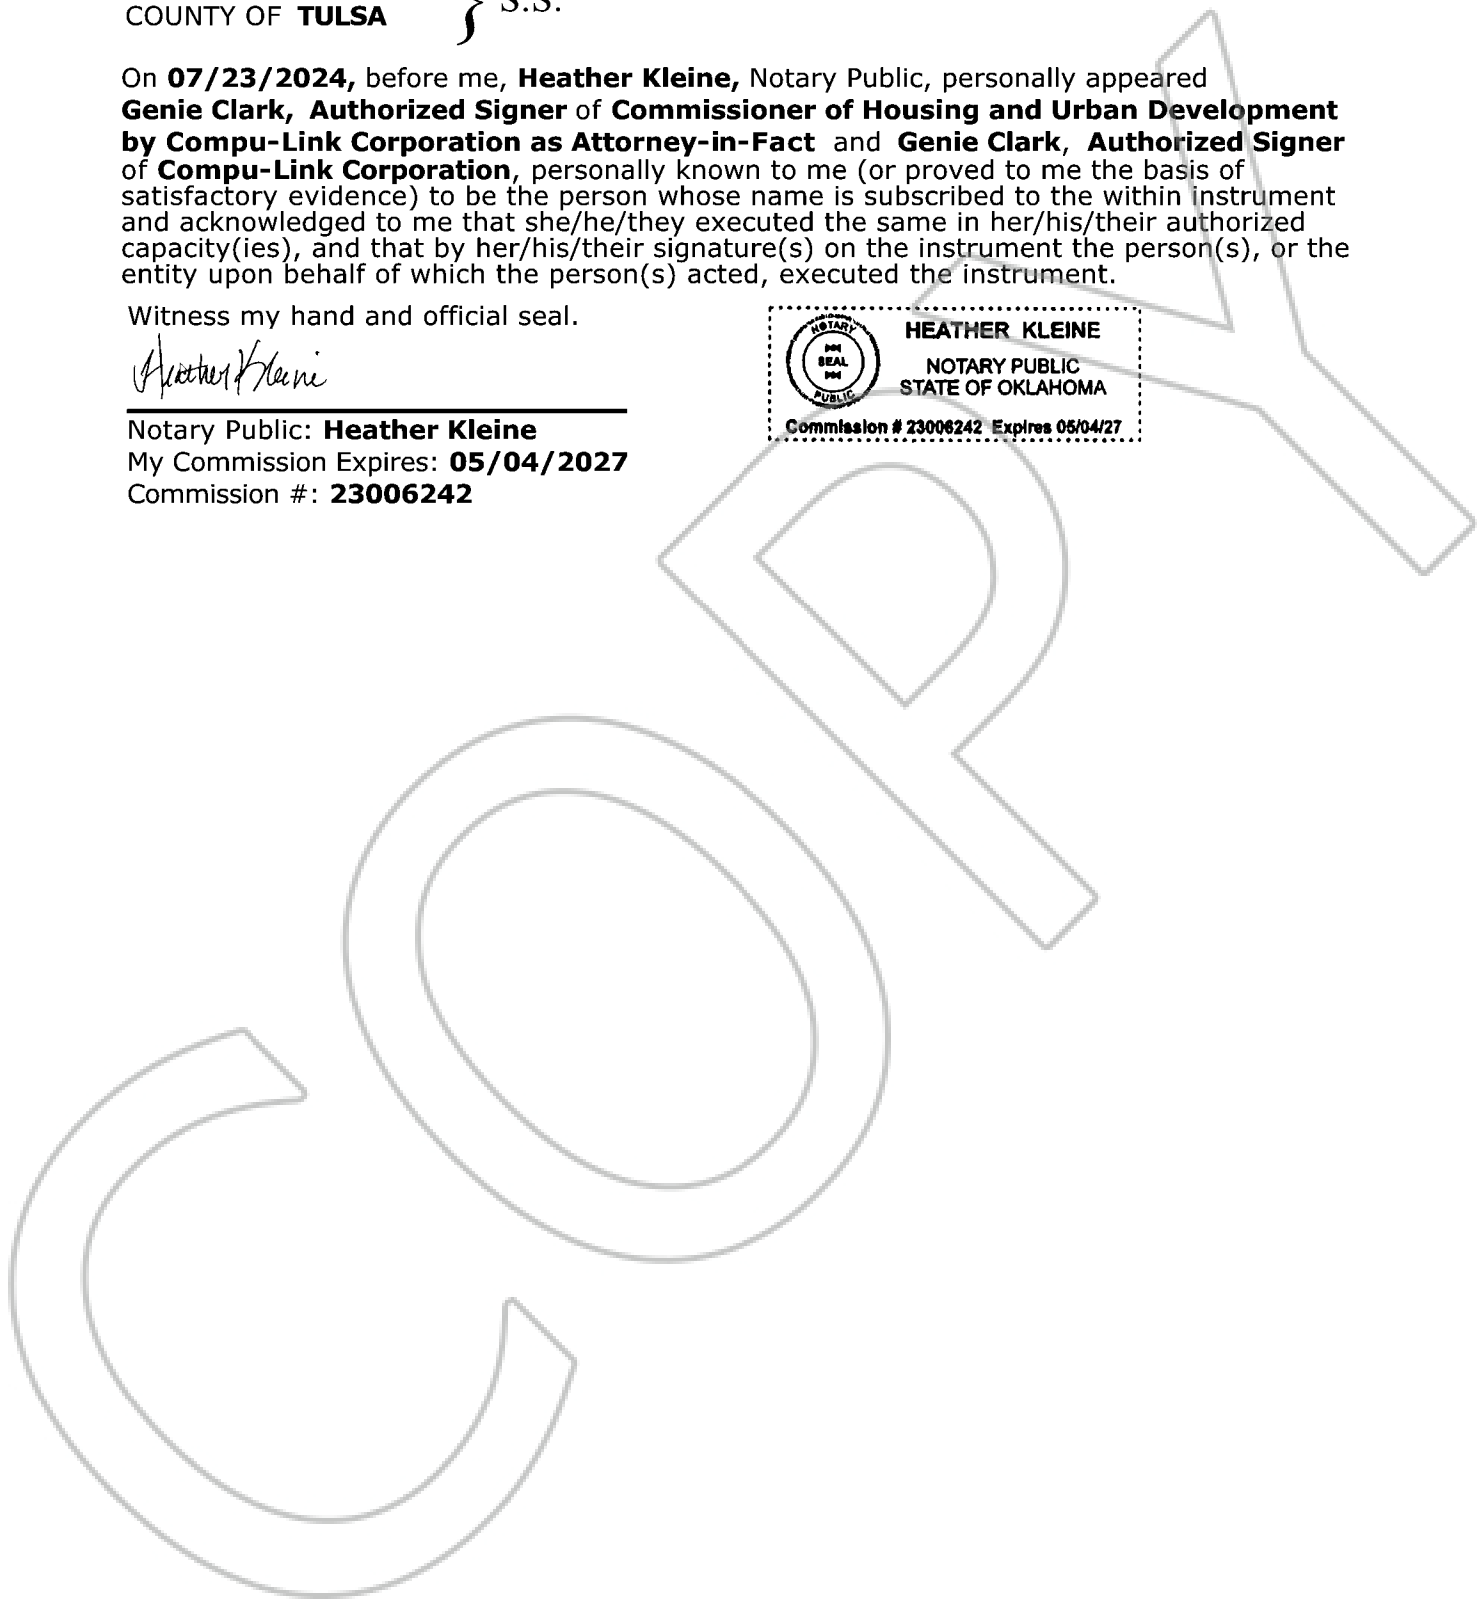 COUNTY OF TULSA } S.S.
On 07/23/2024, before me, Heather Kleine, Notary Public, personally appeared
Genie Clark, Authorized Signer of Commissioner of Housing and Urban Development
by Compu-Link Corporation as Attorney-in-Fact and Genie Clark, Authorized Signer
of Compu-Link Corporation, personally known to me (or proved to me the basis of
satisfactory evidence) to be the person whose name is subscribed to the within instrument
and acknowledged to me that she/he/they executed the same in her/his/their authorized
capacity(ies), and that by her/his/their signature(s) on the instrument the person(s), or the
entity upon behalf of which the person(s) acted, executed the instrument.
Witness my hand and official seal.
Heather Kleine
Notary Public: Heather Kleine
My Commission Expires: 05/04/2027
Commission #: 23006242
NOTARY
SEAL
PUBLIC
HEATHER KLEINE
NOTARY PUBLIC
STATE OF OKLAHOMA
Commission # 23006242 Expires 05/04/27
COPY